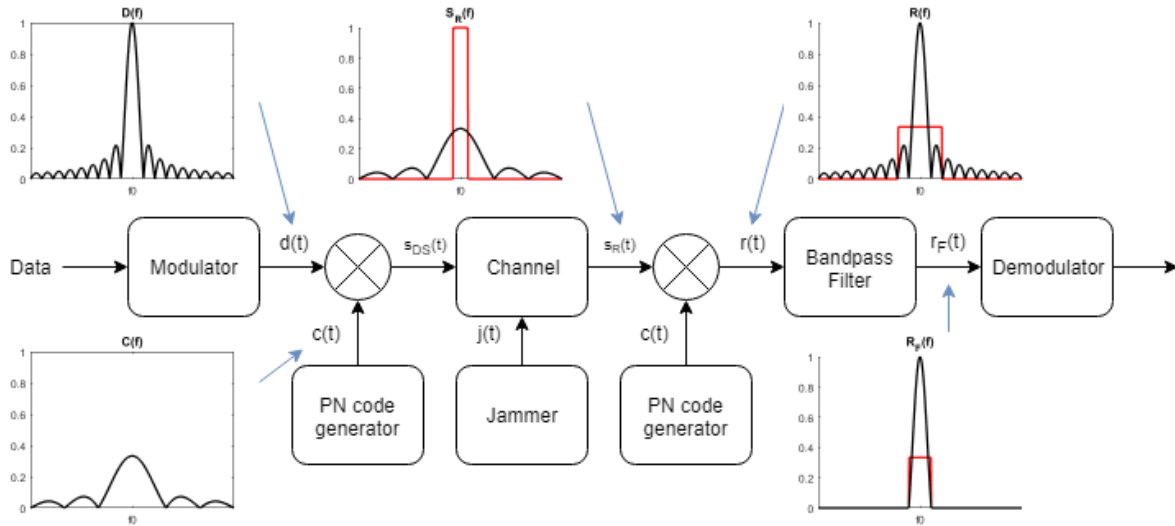 D(f)
1
0.8
0.6
0.4
0.2
0
f0
S_R(f)
1
0.8
0.6
0.4
0.2
0
f0
R(f)
1
0.8
0.6
0.4
0.2
0
f0
Data
Modulator
d(t)
s_DS(t)
Channel
s_R(t)
r(t)
Bandpass
Filter
r_F(t)
Demodulator
c(t)
j(t)
c(t)
PN code
generator
Jammer
PN code
generator
C(f)
1
0.8
0.6
0.4
0.2
0
f0
R_F(f)
1
0.8
0.6
0.4
0.2
0
f0